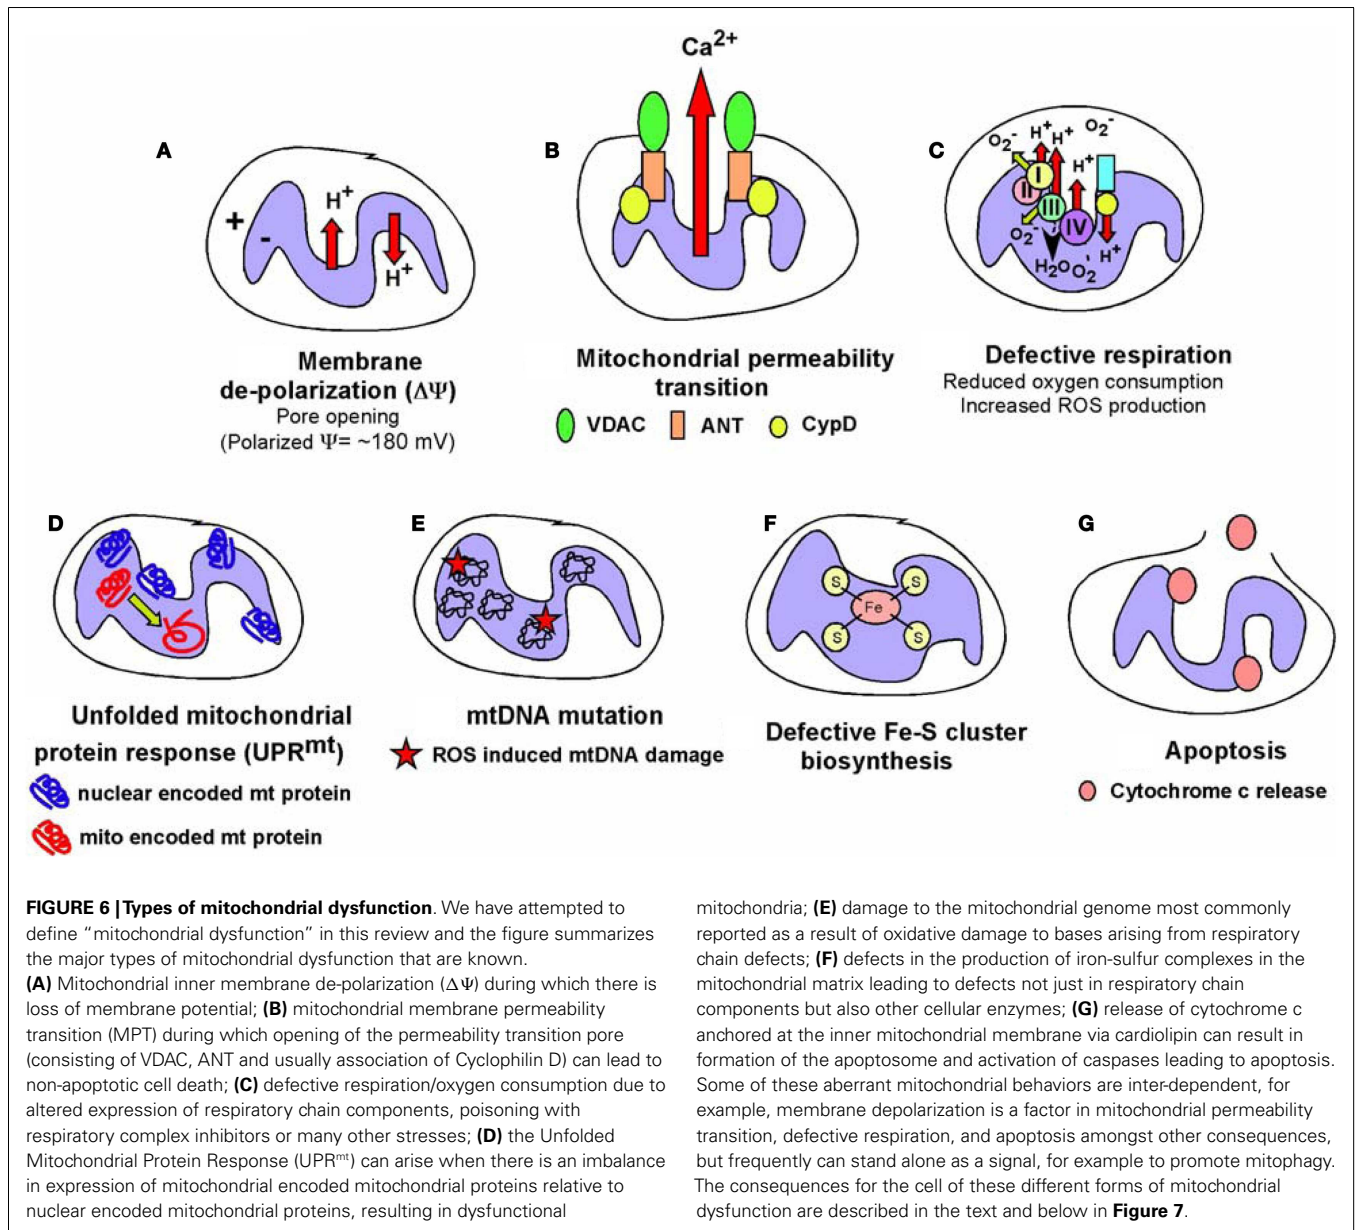 Ca2+
A
B
C
+
-
H+
H+
O2-
H+
H+
O2-
H+
I
II
III
IV
O2-
H2O
O2
H+
Membrane
de-polarization (ΔΨ)
Pore opening
(Polarized Ψ= ~180 mV)
Mitochondrial permeability
transition
VDAC ANT CypD
Defective respiration
Reduced oxygen consumption
Increased ROS production
D
E
F
G
S
S
Fe
S
S
Unfolded mitochondrial
protein response (UPRmt)
nuclear encoded mt protein
mito encoded mt protein
mtDNA mutation
ROS induced mtDNA damage
Defective Fe-S cluster
biosynthesis
Apoptosis
Cytochrome c release
FIGURE 6 | Types of mitochondrial dysfunction. We have attempted to
define “mitochondrial dysfunction” in this review and the figure summarizes
the major types of mitochondrial dysfunction that are known.
(A) Mitochondrial inner membrane de-polarization (ΔΨ) during which there is
loss of membrane potential; (B) mitochondrial membrane permeability
transition (MPT) during which opening of the permeability transition pore
(consisting of VDAC, ANT and usually association of Cyclophilin D) can lead to
non-apoptotic cell death; (C) defective respiration/oxygen consumption due to
altered expression of respiratory chain components, poisoning with
respiratory complex inhibitors or many other stresses; (D) the Unfolded
Mitochondrial Protein Response (UPRmt) can arise when there is an imbalance
in expression of mitochondrial encoded mitochondrial proteins relative to
nuclear encoded mitochondrial proteins, resulting in dysfunctional
mitochondria; (E) damage to the mitochondrial genome most commonly
reported as a result of oxidative damage to bases arising from respiratory
chain defects; (F) defects in the production of iron-sulfur complexes in the
mitochondrial matrix leading to defects not just in respiratory chain
components but also other cellular enzymes; (G) release of cytochrome c
anchored at the inner mitochondrial membrane via cardiolipin can result in
formation of the apoptosome and activation of caspases leading to apoptosis.
Some of these aberrant mitochondrial behaviors are inter-dependent, for
example, membrane depolarization is a factor in mitochondrial permeability
transition, defective respiration, and apoptosis amongst other consequences,
but frequently can stand alone as a signal, for example to promote mitophagy.
The consequences for the cell of these different forms of mitochondrial
dysfunction are described in the text and below in Figure 7.